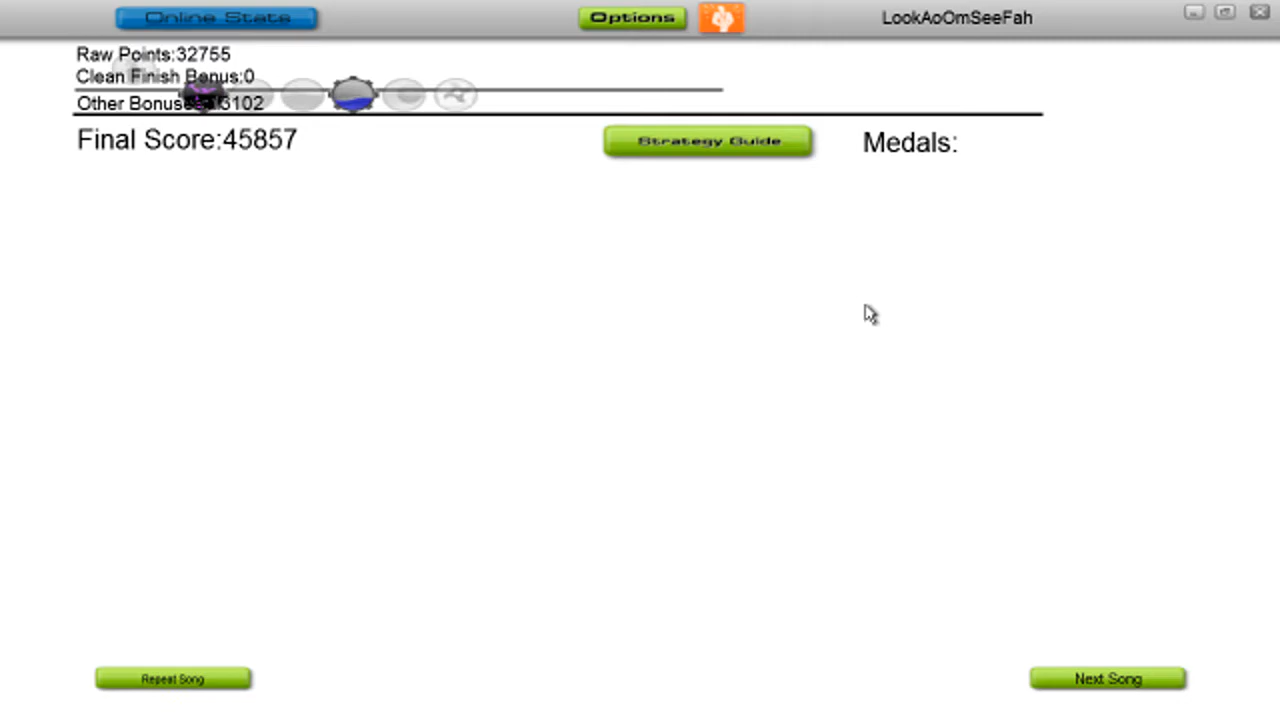 Online Stats
Options
LookAoOmSeeFah
Raw Points:32755
Clean Finish Bonus:0
Other
Final Score:45857
Strategy Guide
Medals:
Repeat Song
Next Song